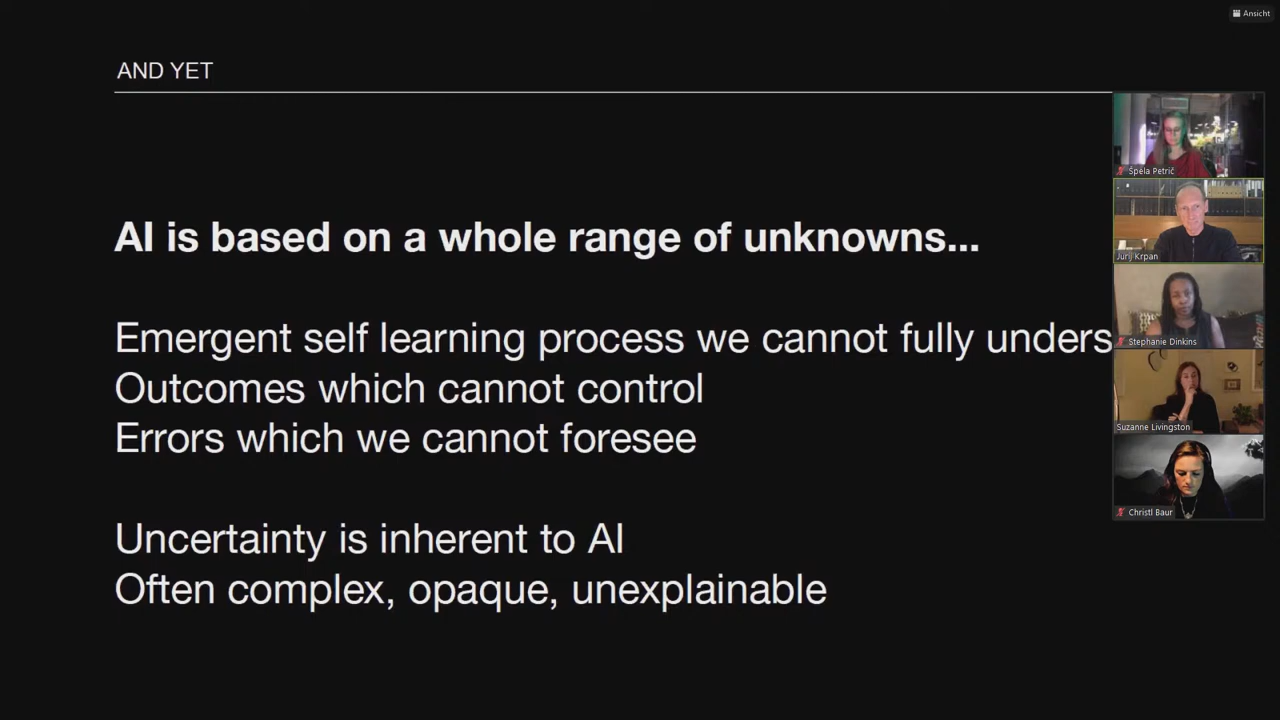 Ansicht
AND YET
AI is based on a whole range of unknowns...
Emergent self learning process we cannot fully unders
Outcomes which cannot control
Errors which we cannot foresee
Uncertainty is inherent to AI
Often complex, opaque, unexplainable
Špela Petrič
Jurij Krpan
Stephanie Dinkins
Suzanne Livingston
Christl Baur